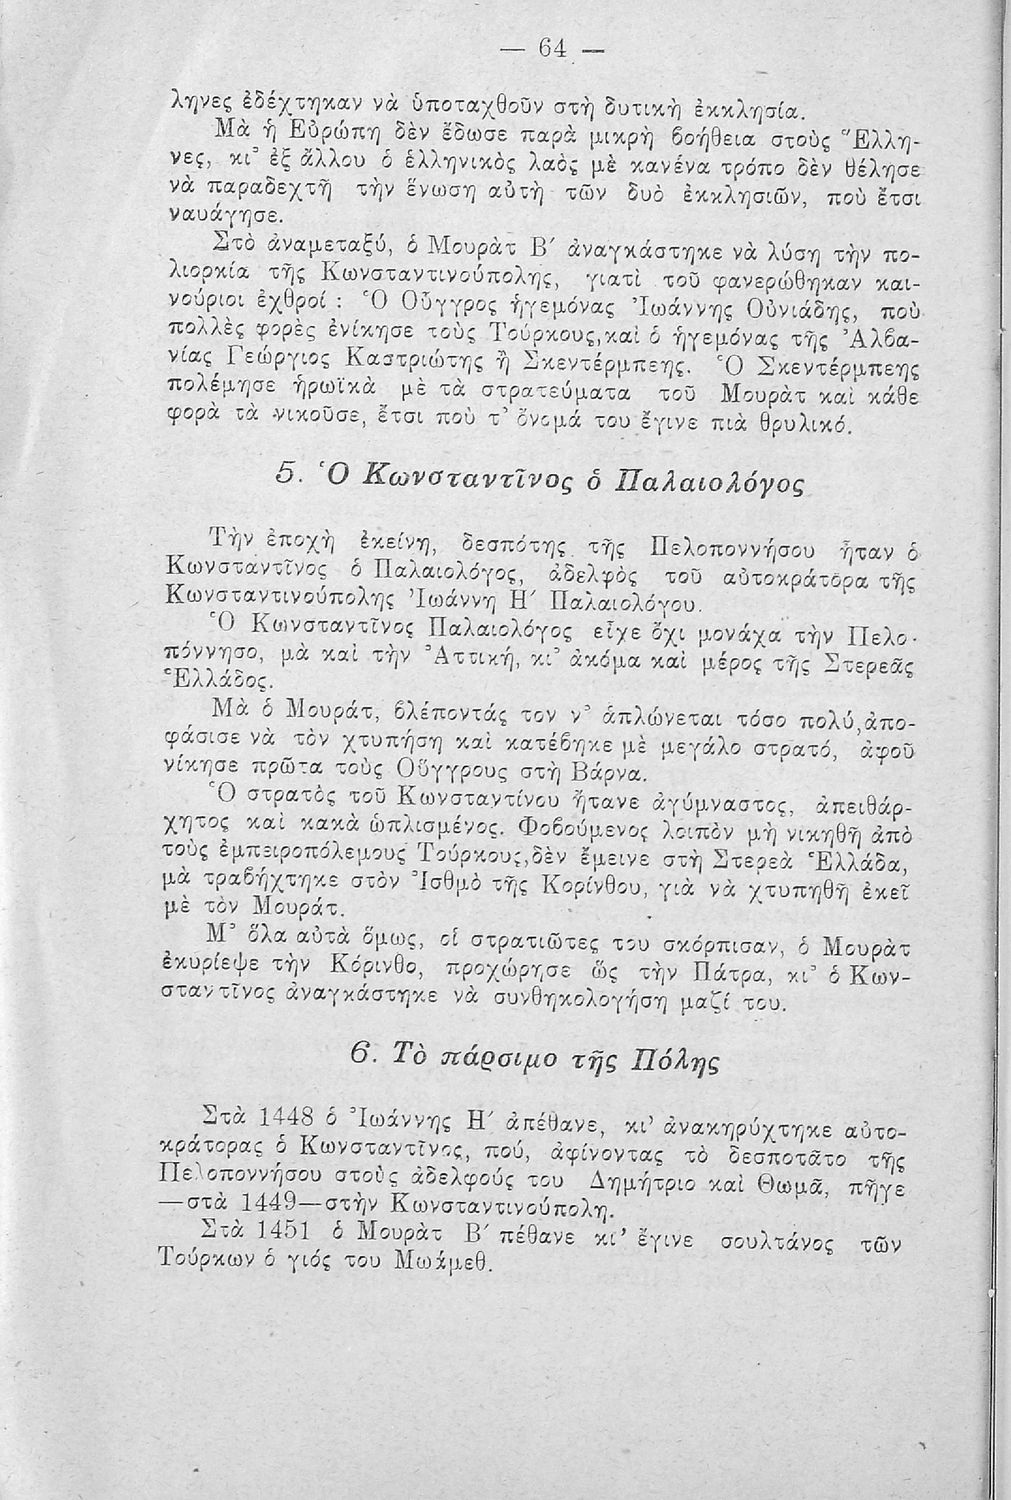 — 64 —
ληνες ἐδέχτηκαν νὰ ὑποταχθοῦν στὴ δυτικὴ ἐκκλησία.
Μὰ ἡ Εὐρώπη δὲν ἔδωσε παρὰ μικρὴ βοήθεια στοὺς Ἕλλη-
νες, κι᾽ ἐξ ἄλλου ὁ ἑλληνικὸς λαὸς μὲ κανένα τρόπο δὲν θέλησε
νὰ παραδεχτῆ τὴν ἕνωση αὐτὴ τῶν δυὸ ἐκκλησιῶν, ποὺ ἔτσι
ναυάγησε.
Στὸ ἀναμεταξύ, ὁ Μουρὰτ Β′ ἀναγκάστηκε νὰ λύση τὴν πο-
λιορκία τῆς Κωνσταντινούπολης, γιατὶ τοῦ φανερώθηκαν και-
νούριοι ἐχθροί : Ὁ Οὖγγρος ἡγεμόνας Ἰωάννης Οὑνιάδης, ποὺ
πολλὲς φορὲς ἐνίκησε τοὺς Τούρκους,καὶ ὁ ἡγεμόνας τῆς Ἀλβα-
νίας Γεώργιος Καστριώτης ἢ Σκεντέρμπεης. Ὁ Σκεντέρμπεης
πολέμησε ἡρωϊκὰ μὲ τὰ στρατεύματα τοῦ Μουρὰτ καὶ κάθε
φορὰ τὰ νικοῦσε, ἔτσι ποὺ τ᾽ ὄνομά του ἔγινε πιὰ θρυλικό.
5. Ὁ Κωνσταντῖνος ὁ Παλαιολόγος
Τὴν ἐποχὴ ἐκείνη, δεσπότης τῆς Πελοποννήσου ἦταν ὁ
Κωνσταντῖνος ὁ Παλαιολόγος, ἀδελφὸς τοῦ αὐτοκράτορα τῆς
Κωνσταντινούπολης Ἰωάννη Η′ Παλαιολόγου.
Ὁ Κωνσταντῖνος Παλαιολόγος εἶχε ὄχι μονάχα τὴν Πελο-
πόννησο, μὰ καὶ τὴν Ἀττική, κι᾽ ἀκόμα καὶ μέρος τῆς Στερεᾶς
Ἑλλάδος.
Μὰ ὁ Μουράτ, βλέποντάς τον ν᾽ ἁπλώνεται τόσο πολύ,ἀπο-
φάσισε νὰ τὸν χτυπήση καὶ κατέβηκε μὲ μεγάλο στρατό, ἀφοῦ
νίκησε πρῶτα τοὺς Οὕγγρους στὴ Βάρνα.
Ὁ στρατὸς τοῦ Κωνσταντίνου ἤτανε ἀγύμναστος, ἀπειθάρ-
χητος καὶ κακὰ ὡπλισμένος. Φοβούμενος λοιπὸν μὴ νικηθῆ ἀπὸ
τοὺς ἐμπειροπόλεμους Τούρκους,δὲν ἔμεινε στὴ Στερεὰ Ἑλλάδα,
μὰ τραβήχτηκε στὸν Ἰσθμὸ τῆς Κορίνθου, γιὰ νὰ χτυπηθῆ ἐκεῖ
μὲ τὸν Μουράτ.
Μ᾽ ὅλα αὐτὰ ὅμως, οἱ στρατιῶτες του σκόρπισαν, ὁ Μουρὰτ
ἐκυρίεψε τὴν Κόρινθο, προχώρησε ὣς τὴν Πάτρα, κι᾽ ὁ Κων-
σταντῖνος ἀναγκάστηκε νὰ συνθηκολογήση μαζί του.
6. Τὸ πάρσιμο τῆς Πόλης
Στὰ 1448 ὁ Ἰωάννης Η′ ἀπέθανε, κι᾽ ἀνακηρύχτηκε αὐτο-
κράτορας ὁ Κωνσταντῖνος, πού, ἀφίνοντας τὸ δεσποτᾶτο τῆς
Πελοποννήσου στοὺς ἀδελφούς του Δημήτριο καὶ Θωμᾶ, πῆγε
—στὰ 1449—στὴν Κωνσταντινούπολη.
Στὰ 1451 ὁ Μουρὰτ Β′ πέθανε κι᾽ ἔγινε σουλτάνος τῶν
Τούρκων ὁ γιός του Μωάμεθ.